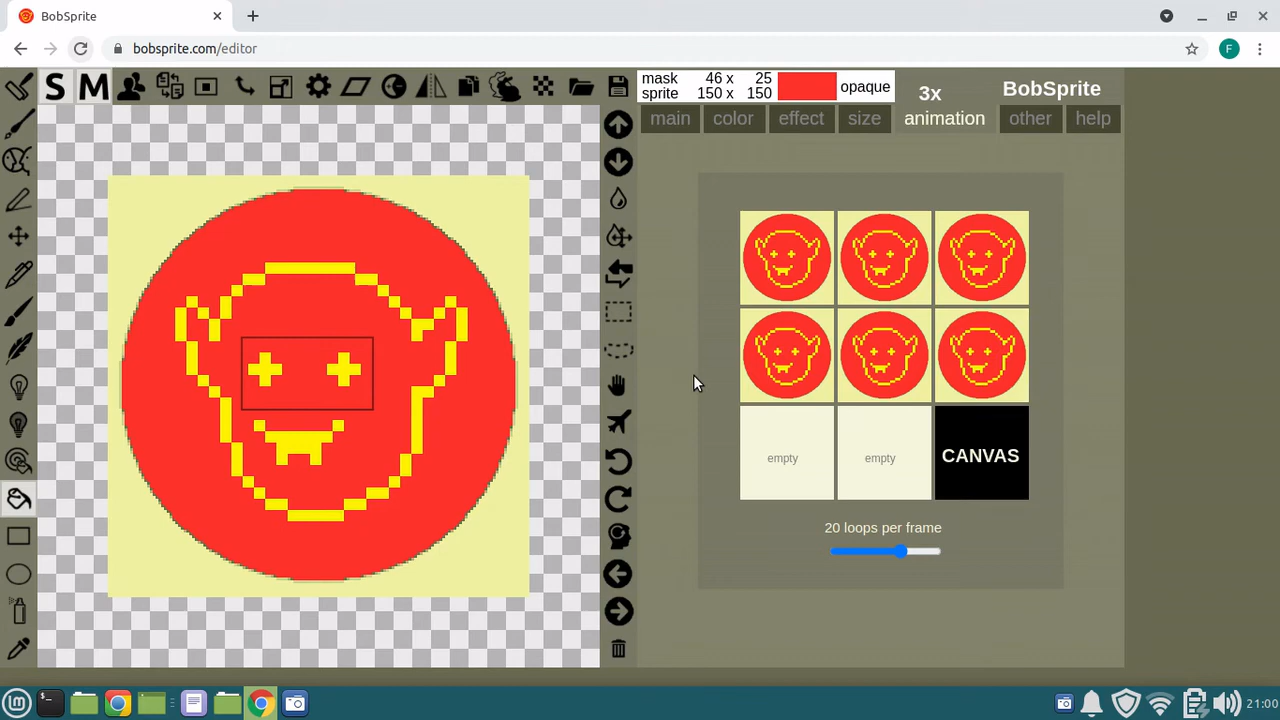 BobSprite
bobsprite.com/editor
F
S M
mask 46 x 25
sprite 150 x 150
opaque
3x
BobSprite
main color effect size animation other help
empty
empty
CANVAS
20 loops per frame
21:00